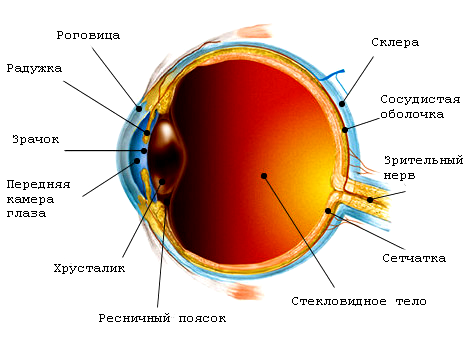 Роговица
Радужка
Зрачок
Передняя
камера
глаза
Хрусталик
Ресничный поясок
Склера
Сосудистая
оболочка
Зрительный
нерв
Сетчатка
Стекловидное тело